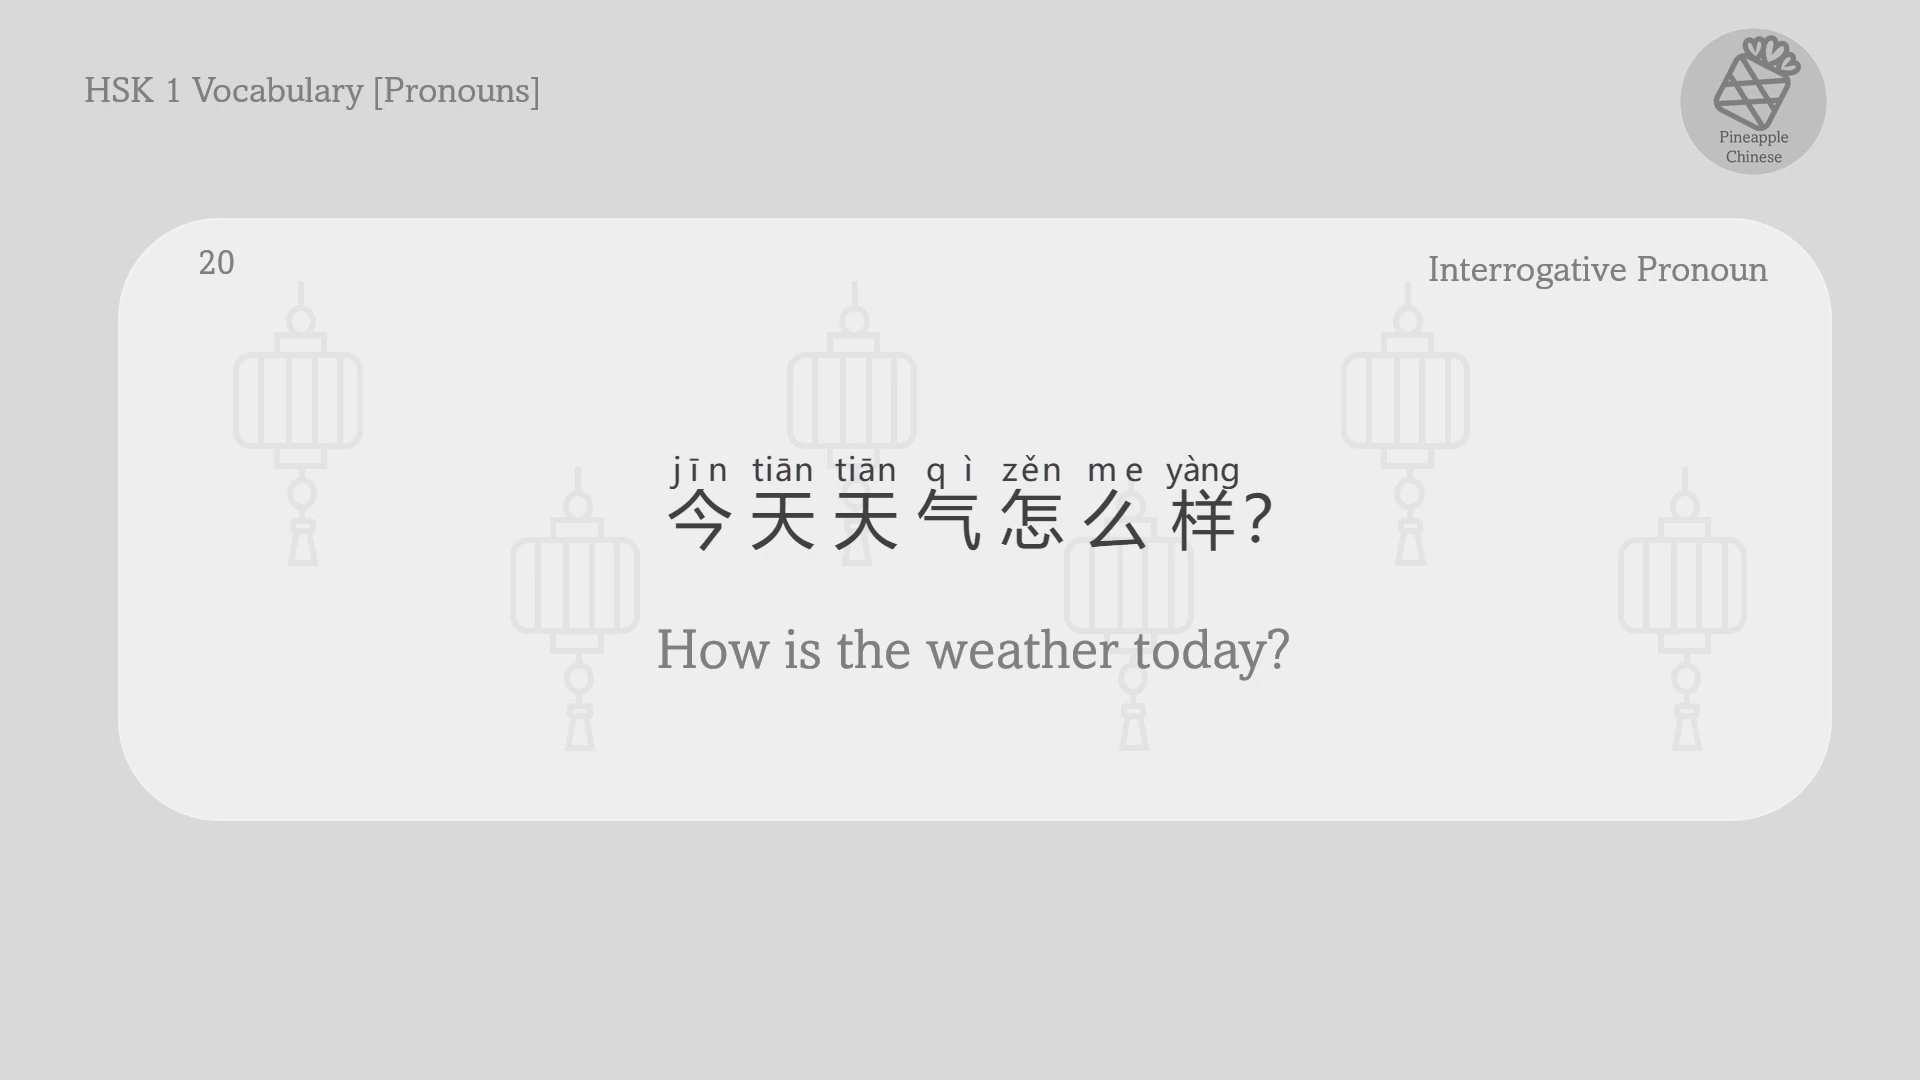 HSK 1 Vocabulary [Pronouns]
Pineapple
Chinese
20
Interrogative Pronoun
jīn tiān tiān qì zěn me yàng
今天天气怎么样？
How is the weather today?